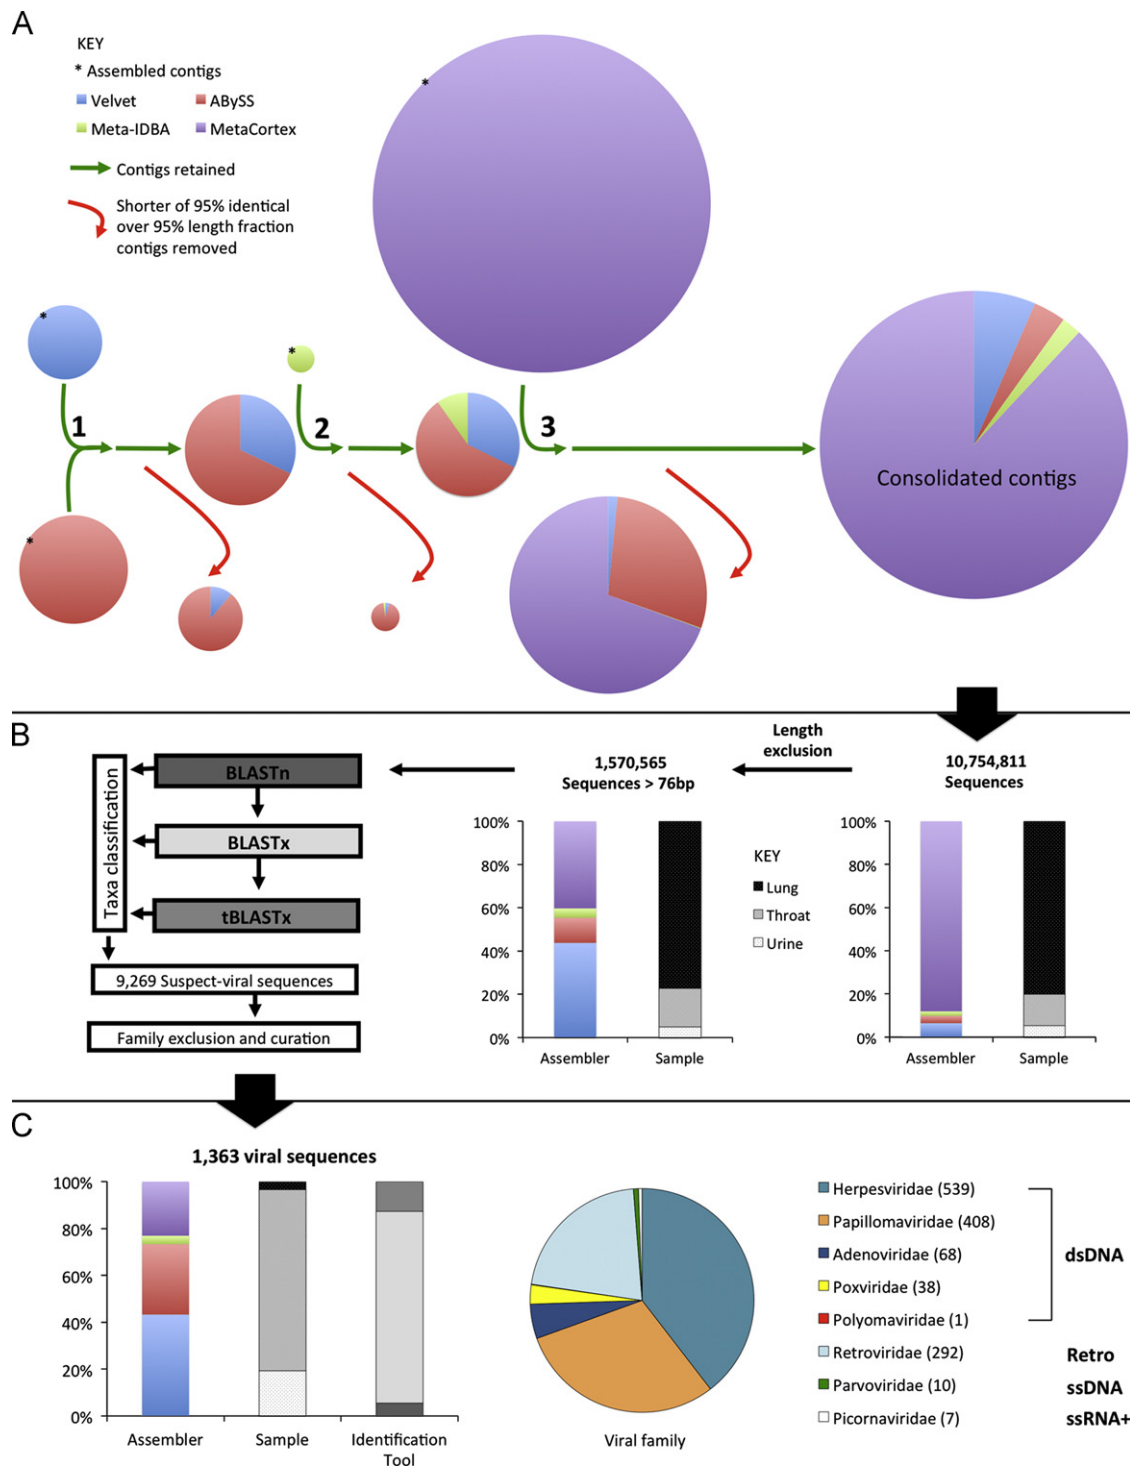 A
KEY
* Assembled contigs
Velvet
ABySS
Meta-IDBA
MetaCortex
Contigs retained
Shorter of 95% identical
over 95% length fraction
contigs removed
*
*
*
*
1
2
3
Consolidated contigs
B
Length
exclusion
1,570,565
Sequences > 76bp
10,754,811
Sequences
Taxa classification
BLASTn
BLASTx
tBLASTx
9,269 Suspect-viral sequences
Family exclusion and curation
100%
80%
60%
40%
20%
0%
Assembler
Sample
KEY
Lung
Throat
Urine
100%
80%
60%
40%
20%
0%
Assembler
Sample
C
1,363 viral sequences
100%
80%
60%
40%
20%
0%
Assembler
Sample
Identification
Tool
Viral family
Herpesviridae (539)
Papillomaviridae (408)
Adenoviridae (68)
Poxviridae (38)
Polyomaviridae (1)
Retroviridae (292)
Parvoviridae (10)
Picornaviridae (7)
dsDNA
Retro
ssDNA
ssRNA+